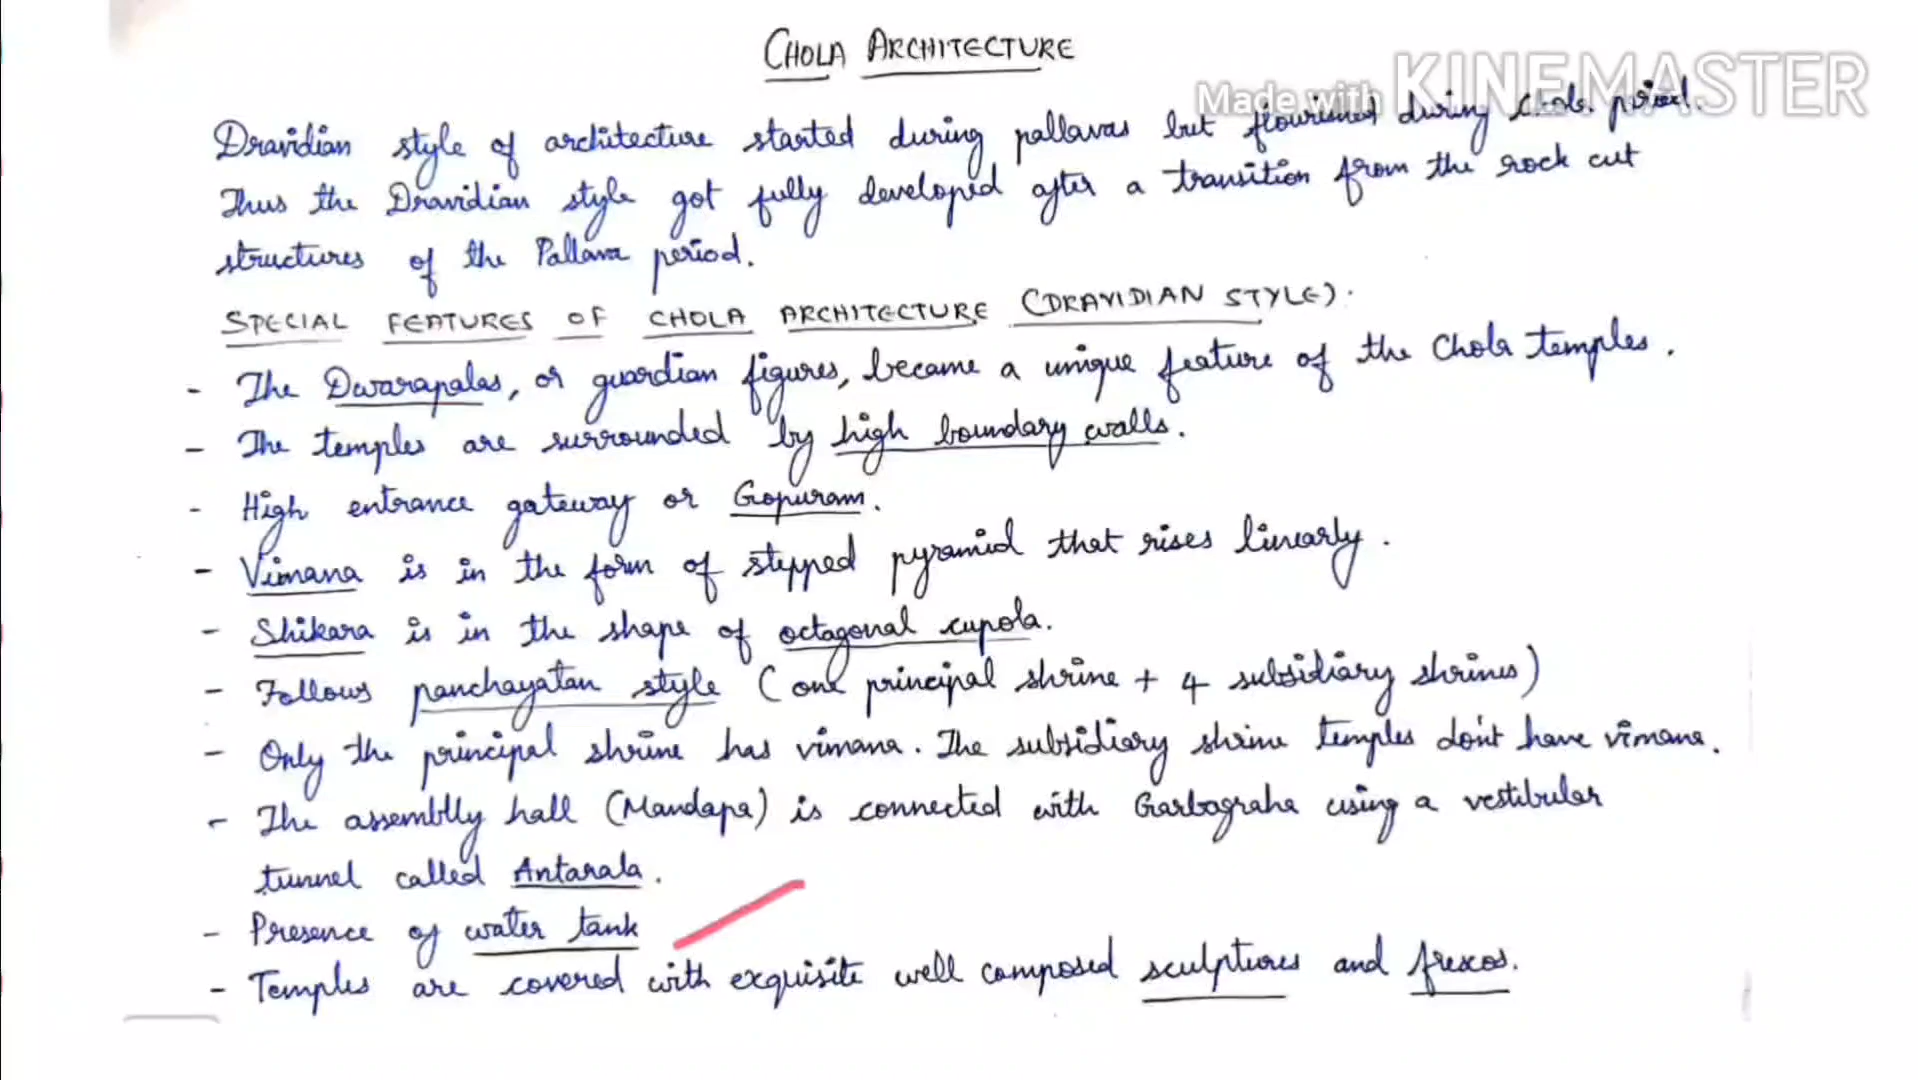 CHOLA ARCHITECTURE
Made with KINEMASTER
Dravidian style of architecture started during pallavas but flourished during Chola period.
Thus the Dravidian style got fully developed after a transition from the rock cut
structures of the Pallava period.
SPECIAL FEATURES OF CHOLA ARCHITECTURE (DRAVIDIAN STYLE).
- The Dwarapalas, or guardian figures, became a unique feature of the Chola temples.
- The temples are surrounded by high boundary walls.
- High entrance gateway or Gopuram.
- Vimana is in the form of stepped pyramid that rises linearly.
- Shikara is in the shape of octagonal cupola.
- Follows panchayatan style (one principal shrine + 4 subsidiary shrines)
- Only the principal shrine has vimana. The subsidiary shrine temples don't have vimana.
- The assemblly hall (Mandapa) is connected with Garbagraha using a vestibular
tunnel called Antarala.
- Presence of water tank
- Temples are covered with exquisite well composed sculptures and frexos.